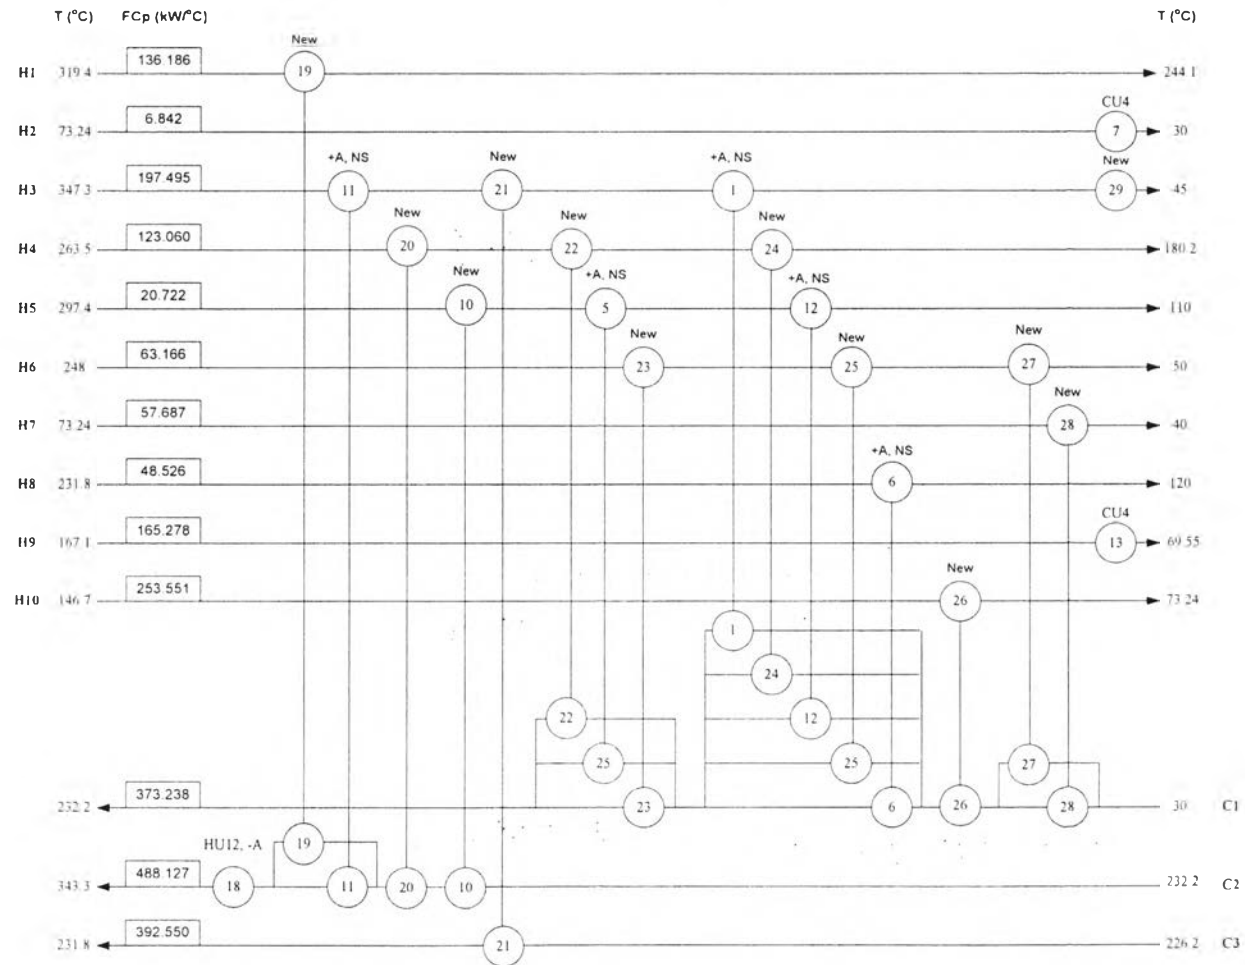 T (°C) FCp (kW/°C) T (°C)
New
H1 319.4 136.186 19 244.1
CU4
H2 73.24 6.842 7 30
+A, NS New +A, NS New
H3 347.3 197.495 11 21 1 29 45
New New New
H4 263.5 123.060 20 22 24 180.2
New +A, NS +A, NS
H5 297.4 20.722 10 5 12 110
New New New
H6 248 63.166 23 25 27 50
New
H7 73.24 57.687 28 40
+A, NS
H8 231.8 48.526 6 120
CU4
H9 167.1 165.278 13 69.55
New
H10 146.7 253.551 26 73.24
1
24
22 12
25 25 27
373.238 23 6 26 28 30 C1
HU12, -A 19
343.3 488.127 18 11 20 10 232.2 C2
231.8 392.550 21 226.2 C3